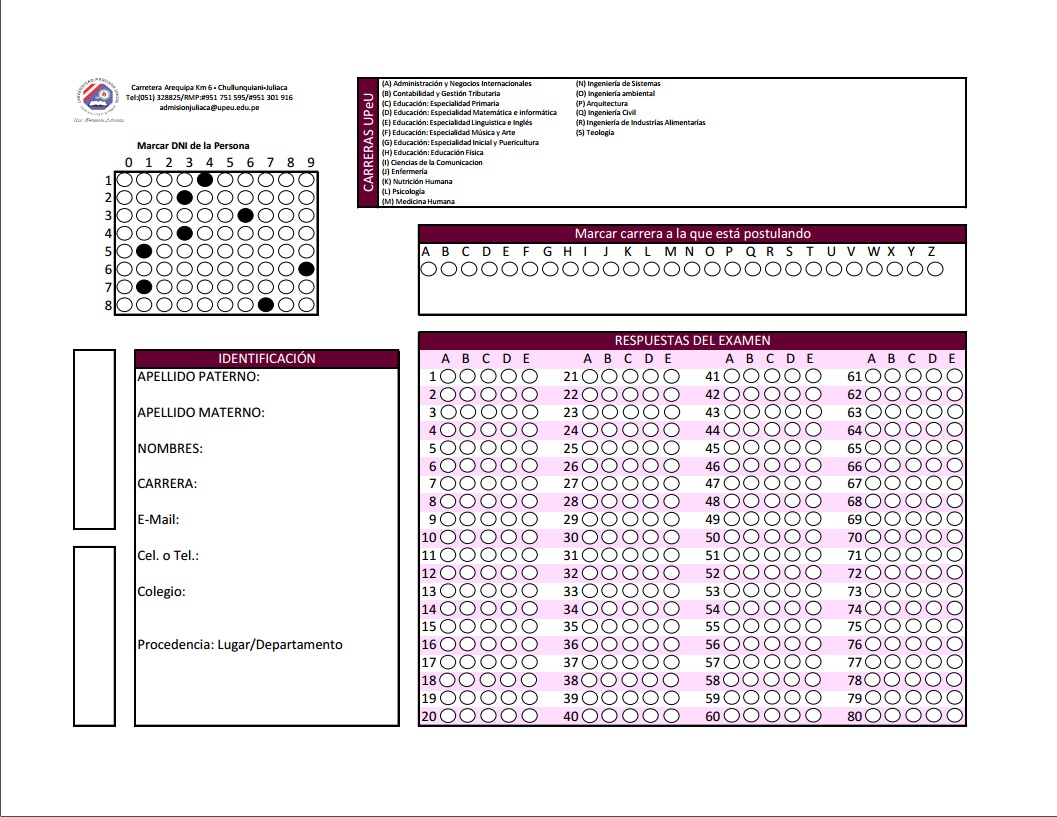 UNIVERSIDAD PERUANA UNIÓN
Carretera Arequipa Km 6 • Chullunquiani•Juliaca
Tel:(051) 328825/RMP:#951 751 595/#951 301 916
admisionjuliaca@upeu.edu.pe
CARRERAS UPeU
(A) Administración y Negocios Internacionales
(B) Contabilidad y Gestión Tributaria
(C) Educación: Especialidad Primaria
(D) Educación: Especialidad Matemática e informática
(E) Educación: Especialidad Linguistica e Inglés
(F) Educación: Especialidad Música y Arte
(G) Educación: Especialidad Inicial y Puericultura
(H) Educación: Educación Física
(I) Ciencias de la Comunicacion
(J) Enfermería
(K) Nutrición Humana
(L) Psicología
(M) Medicina Humana
(N) Ingeniería de Sistemas
(O) Ingeniería ambiental
(P) Arquitectura
(Q) Ingeniería Civil
(R) Ingeniería de Industrias Alimentarias
(S) Teología
Marcar DNI de la Persona
0 1 2 3 4 5 6 7 8 9
1
2
3
4
5
6
7
8
Marcar carrera a la que está postulando
A B C D E F G H I J K L M N O P Q R S T U V W X Y Z
IDENTIFICACIÓN
APELLIDO PATERNO:
APELLIDO MATERNO:
NOMBRES:
CARRERA:
E-Mail:
Cel. o Tel.:
Colegio:
Procedencia: Lugar/Departamento
RESPUESTAS DEL EXAMEN
A B C D E A B C D E A B C D E A B C D E
1 21 41 61
2 22 42 62
3 23 43 63
4 24 44 64
5 25 45 65
6 26 46 66
7 27 47 67
8 28 48 68
9 29 49 69
10 30 50 70
11 31 51 71
12 32 52 72
13 33 53 73
14 34 54 74
15 35 55 75
16 36 56 76
17 37 57 77
18 38 58 78
19 39 59 79
20 40 60 80